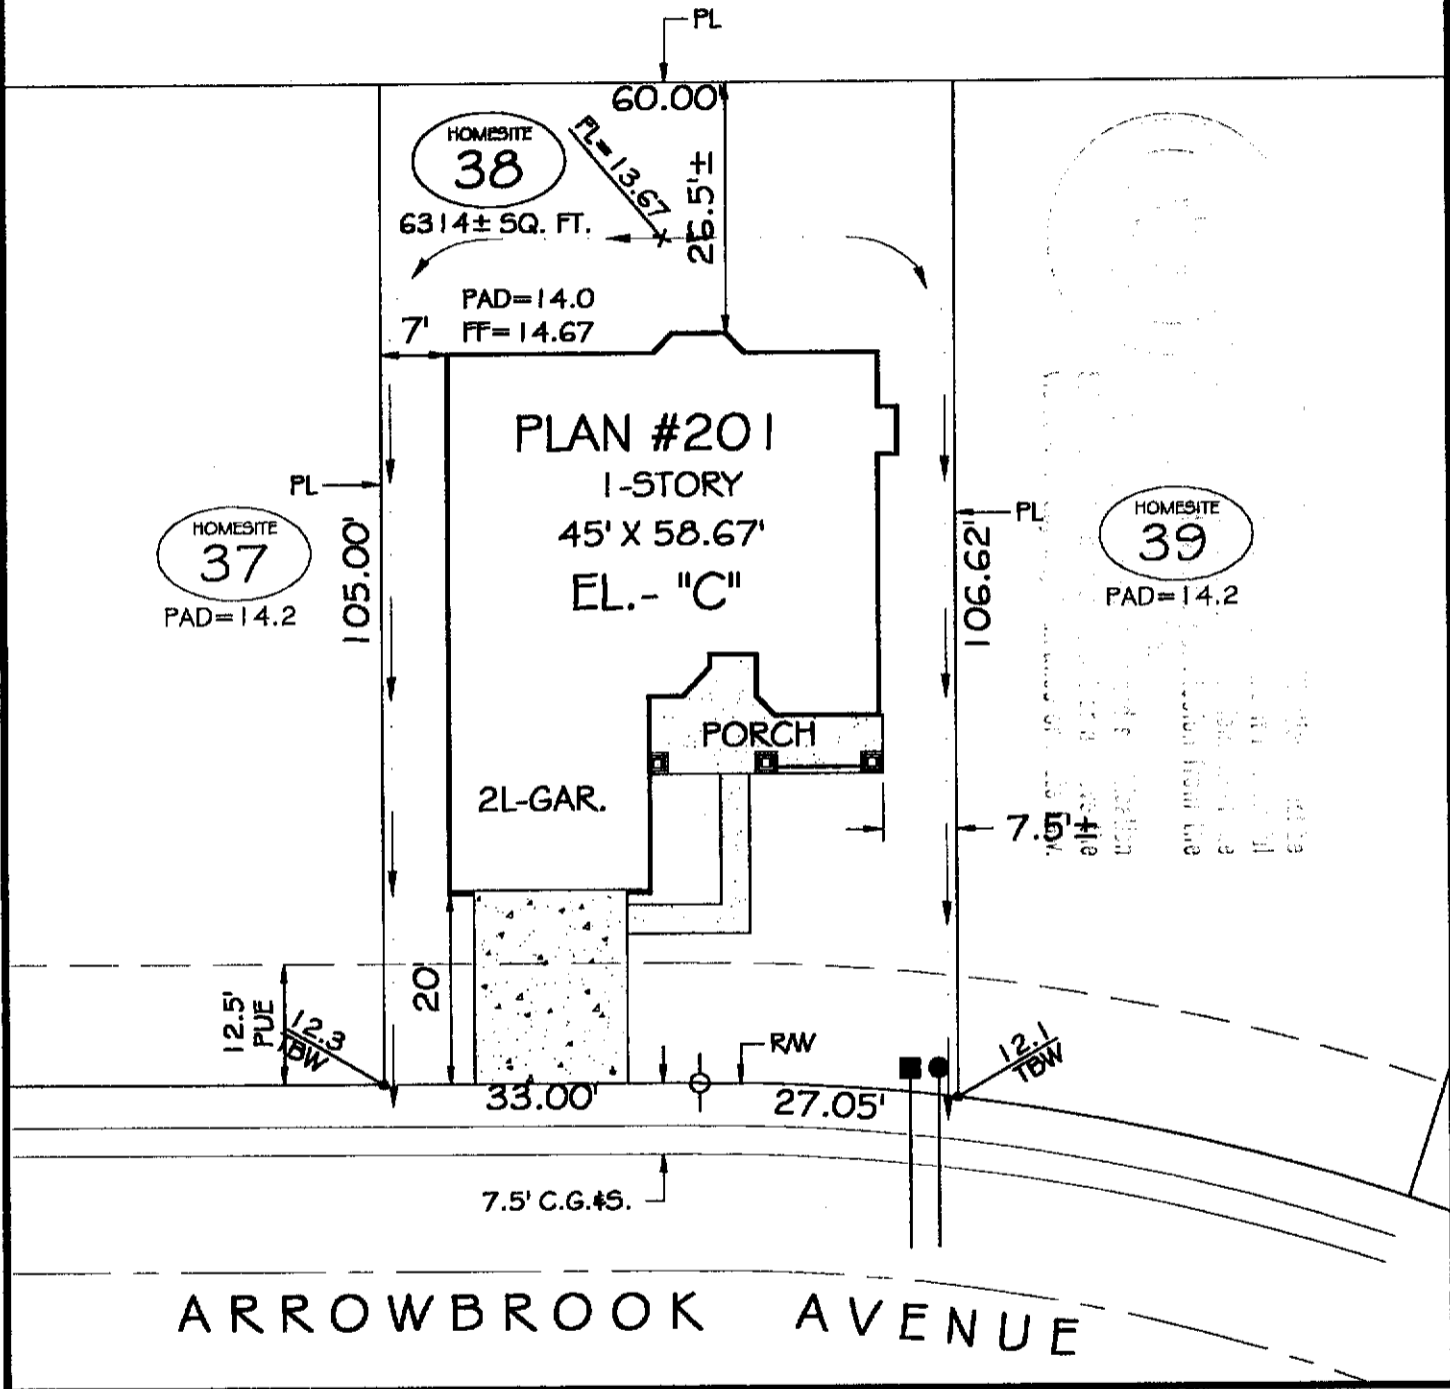 PL
60.00'
HOMESITE
38
6314± SQ. FT.
FL=13.67
26.5'±
PAD=14.0
FF=14.67
7'
PLAN #201
1-STORY
45' X 58.67'
EL.- "C"
PL
HOMESITE
37
PAD=14.2
105.00'
PL
106.62'
HOMESITE
39
PAD=14.2
PORCH
2L-GAR.
7.5'±
20'
12.5'
PUE
12.3
TBW
R/W
12.1
TBW
33.00'
27.05'
7.5' C.G.&S.
ARROWBROOK AVENUE